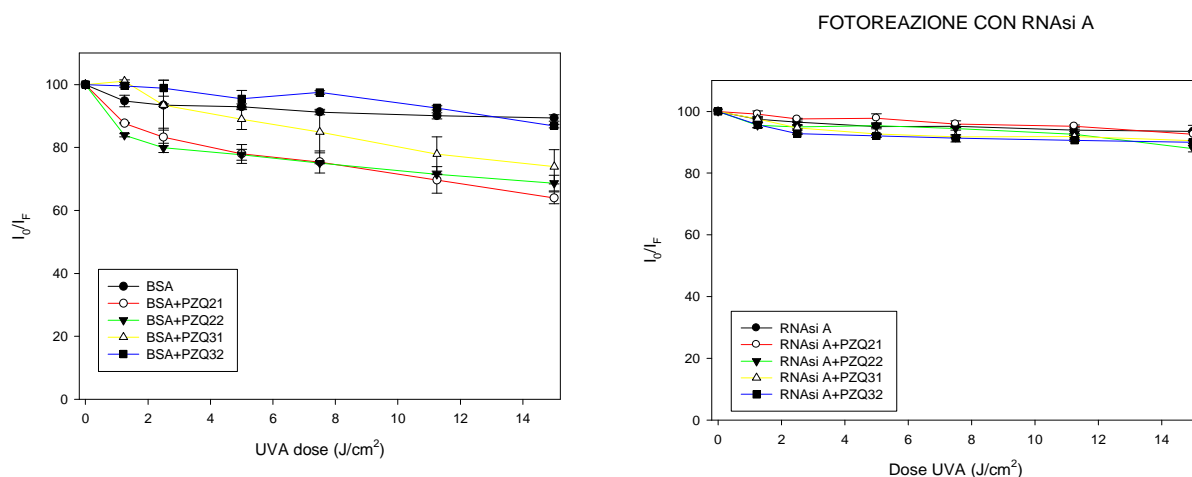 FOTOREAZIONE CON RNAsi A
100
80
60
40
20
0
I0/IF
BSA
BSA+PZQ21
BSA+PZQ22
BSA+PZQ31
BSA+PZQ32
0 2 4 6 8 10 12 14
UVA dose (J/cm2)
100
80
60
40
20
0
I0/IF
RNAsi A
RNAsi A+PZQ21
RNAsi A+PZQ22
RNAsi A+PZQ31
RNAsi A+PZQ32
0 2 4 6 8 10 12 14
Dose UVA (J/cm2)